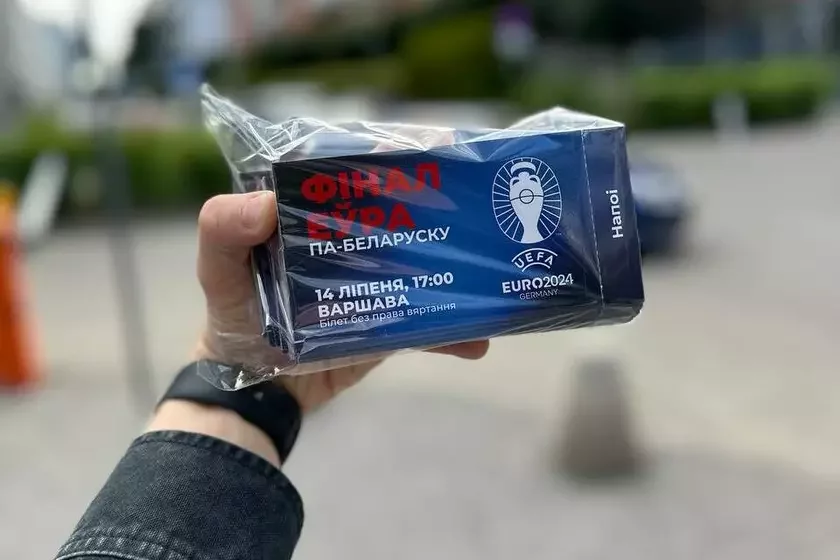 ФІНАЛ
ЕЎРА
ПА-БЕЛАРУСКУ
14 ЛІПЕНЯ, 17:00
ВАРШАВА
Білет без права вяртання
UEFA
EURO2024
GERMANY
Напоі